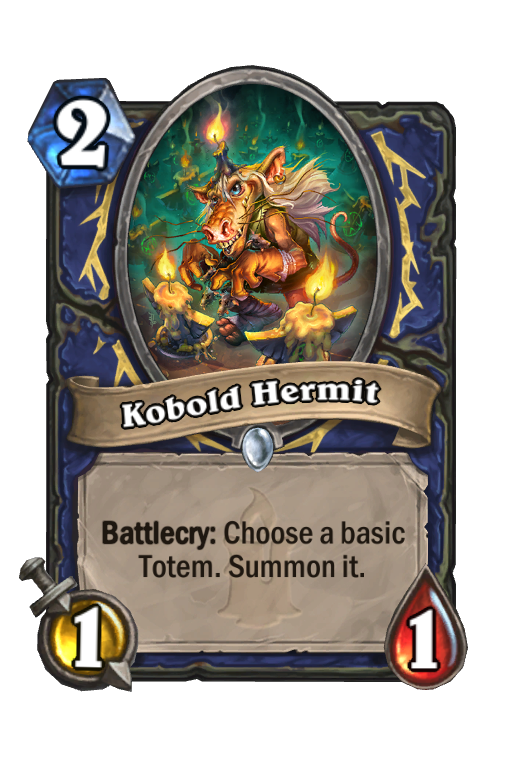 2
Kobold Hermit
Battlecry: Choose a basic
Totem. Summon it.
1
1